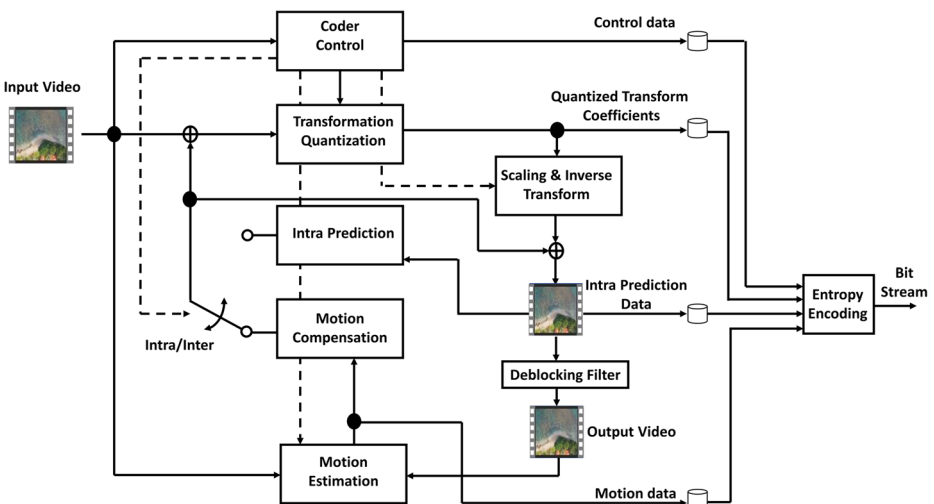 Coder
Control
Control data
Input Video
Quantized Transform
Coefficients
Transformation
Quantization
Scaling & Inverse
Transform
Intra Prediction
Intra Prediction
Data
Bit
Stream
Entropy
Encoding
Motion
Compensation
Intra/Inter
Deblocking Filter
Output Video
Motion
Estimation
Motion data